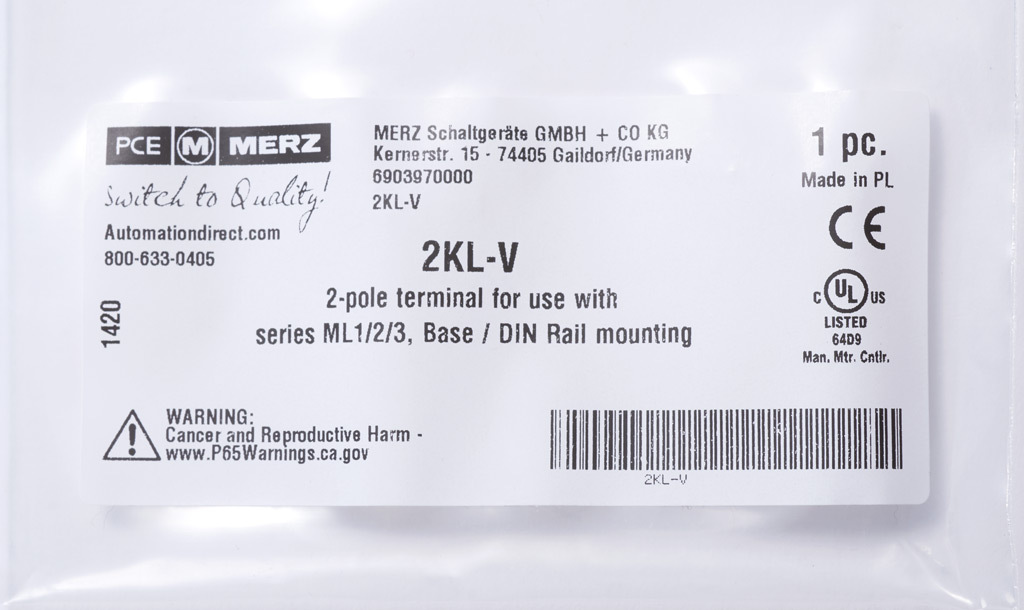 PCE M MERZ
Switch to Quality!
Automationdirect.com
800-633-0405
1420
MERZ Schaltgeräte GMBH + CO KG
Kernerstr. 15 - 74405 Gaildorf/Germany
6903970000
2KL-V
2KL-V
2-pole terminal for use with
series ML1/2/3, Base / DIN Rail mounting
1 pc.
Made in PL
CE
C UL US
LISTED
64D9
Man. Mtr. Cntlr.
WARNING:
Cancer and Reproductive Harm -
www.P65Warnings.ca.gov
2KL-V